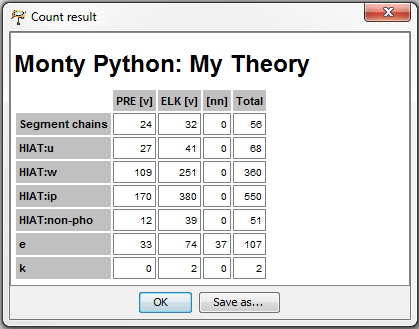 Count result
Monty Python: My Theory
PRE [v] ELK [v] [nn] Total
Segment chains 24 32 0 56
HIAT:u 27 41 0 68
HIAT:w 109 251 0 360
HIAT:ip 170 380 0 550
HIAT:non-pho 12 39 0 51
e 33 74 37 107
k 0 2 0 2
OK Save as...